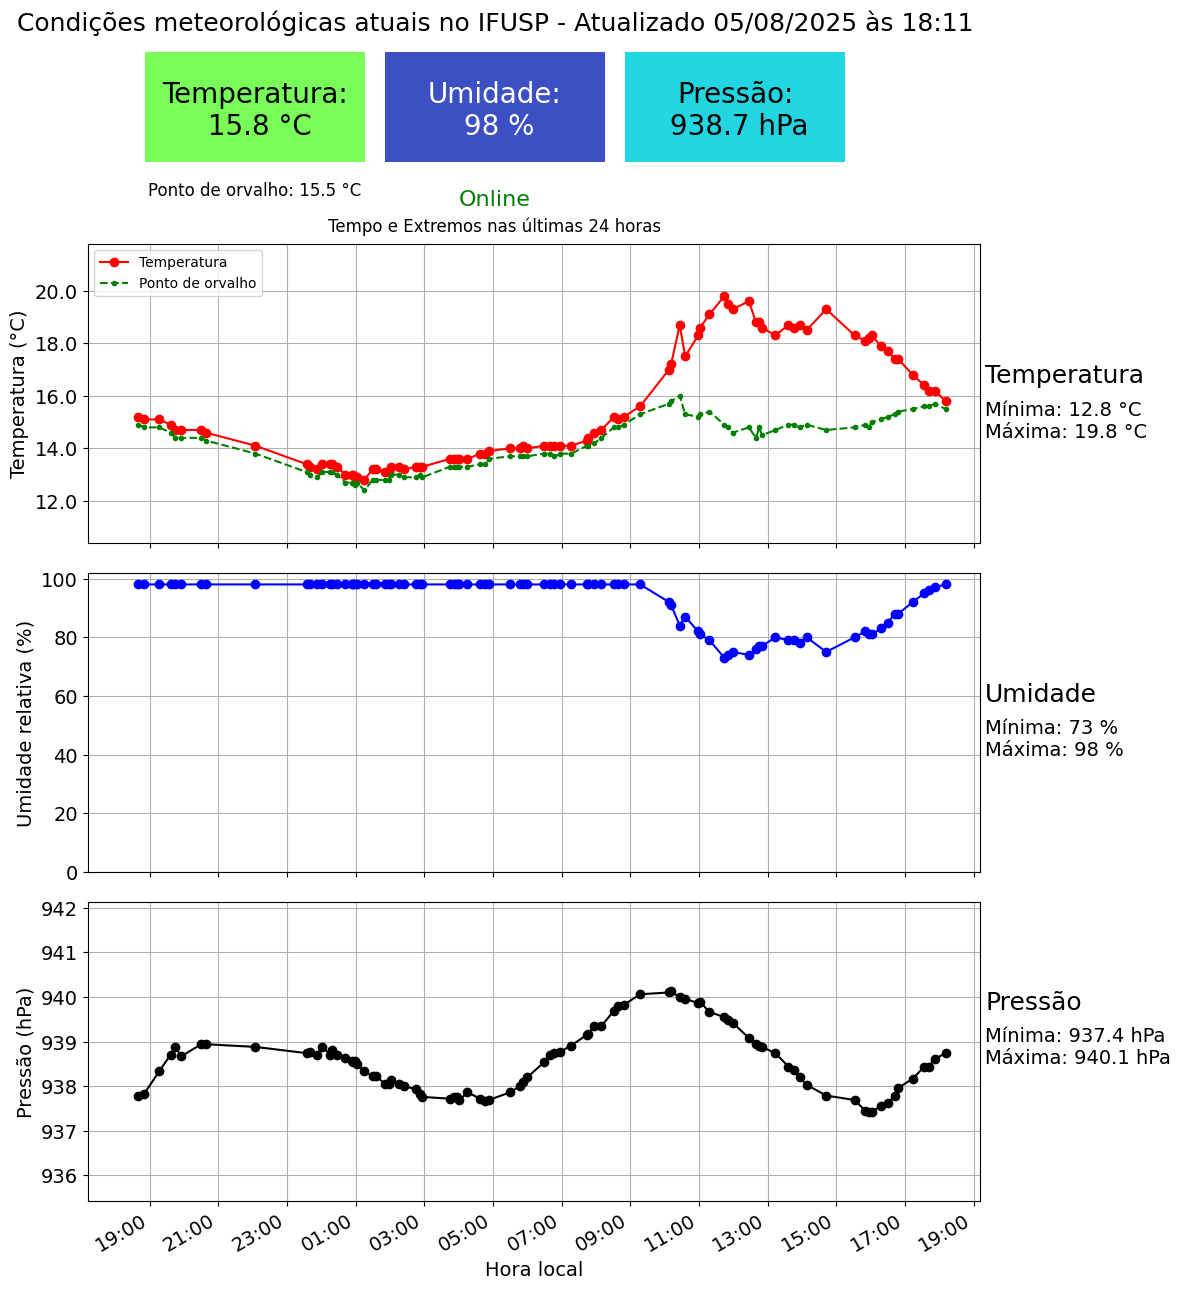 Condições meteorológicas atuais no IFUSP - Atualizado 05/08/2025 às 18:11
Temperatura:
15.8 °C
Umidade:
98 %
Pressão:
938.7 hPa
Ponto de orvalho: 15.5 °C
Online
Tempo e Extremos nas últimas 24 horas
Temperatura
Ponto de orvalho
Temperatura (°C)
20.0
18.0
16.0
14.0
12.0
Temperatura
Mínima: 12.8 °C
Máxima: 19.8 °C
Umidade relativa (%)
100
80
60
40
20
0
Umidade
Mínima: 73 %
Máxima: 98 %
Pressão (hPa)
942
941
940
939
938
937
936
Pressão
Mínima: 937.4 hPa
Máxima: 940.1 hPa
19:00 21:00 23:00 01:00 03:00 05:00 07:00 09:00 11:00 13:00 15:00 17:00 19:00
Hora local